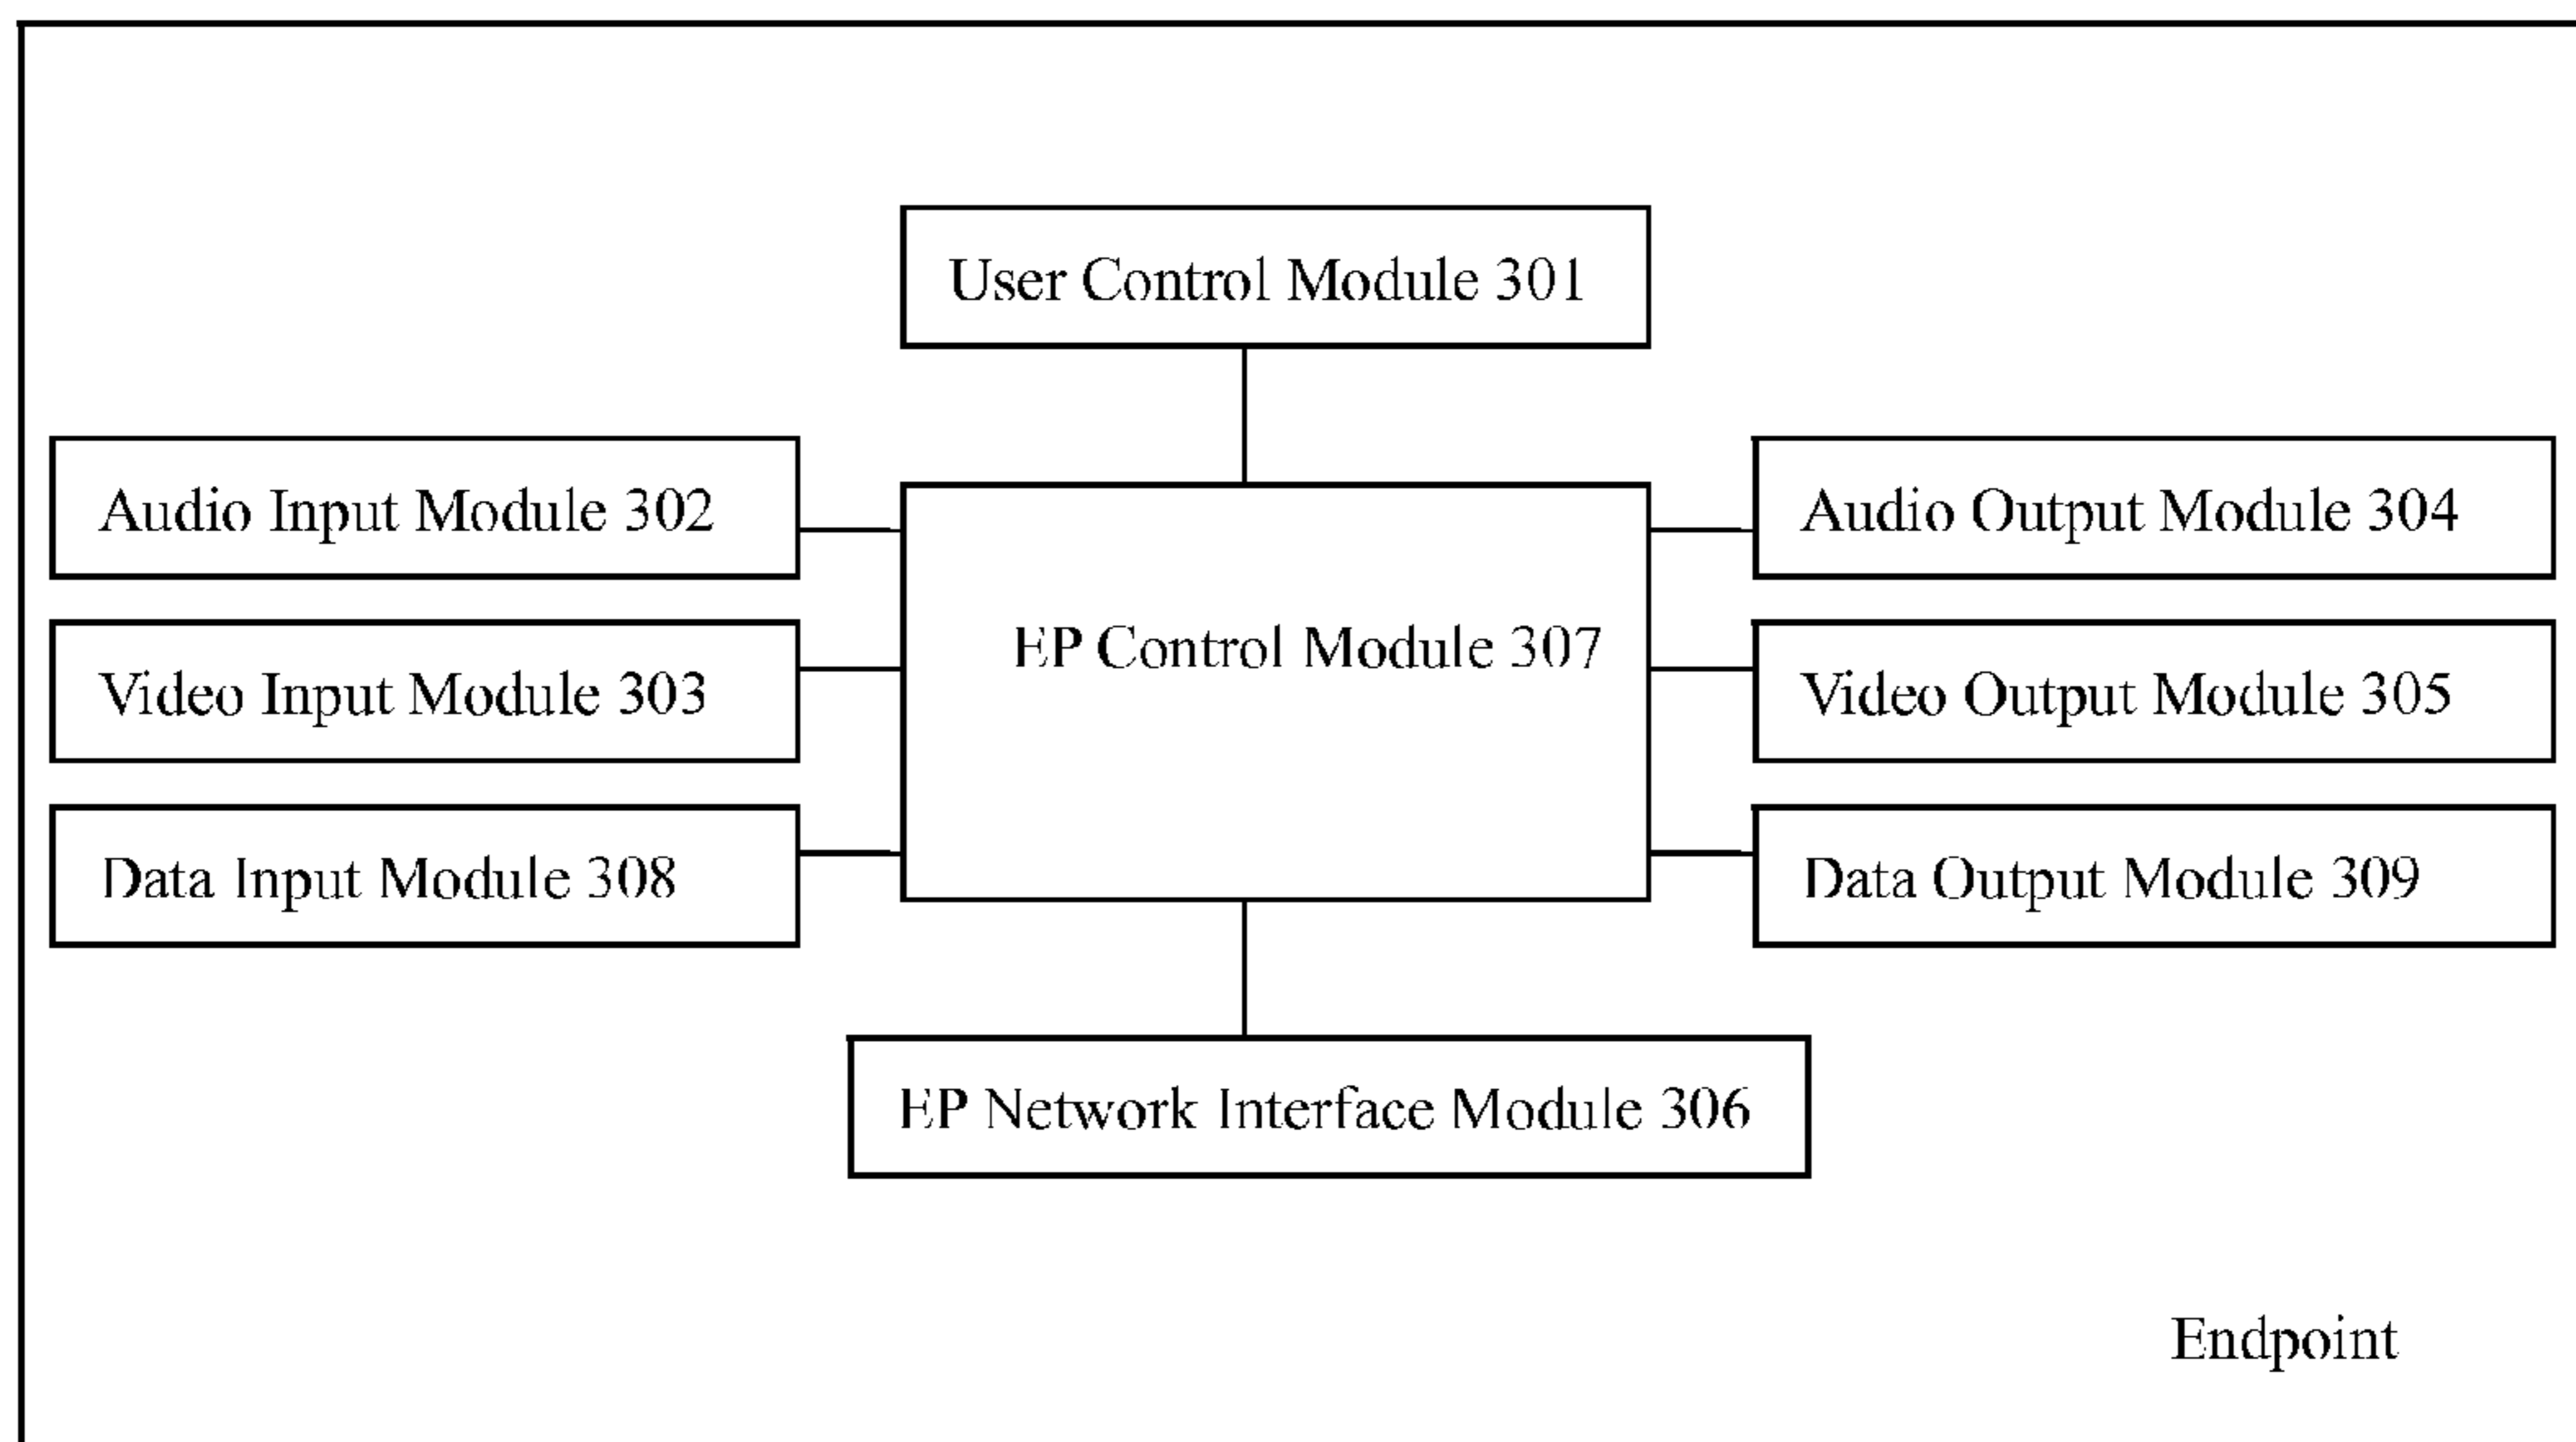 User Control Module 301
Audio Input Module 302
Audio Output Module 304
EP Control Module 307
Video Input Module 303
Video Output Module 305
Data Input Module 308
Data Output Module 309
EP Network Interface Module 306
Endpoint